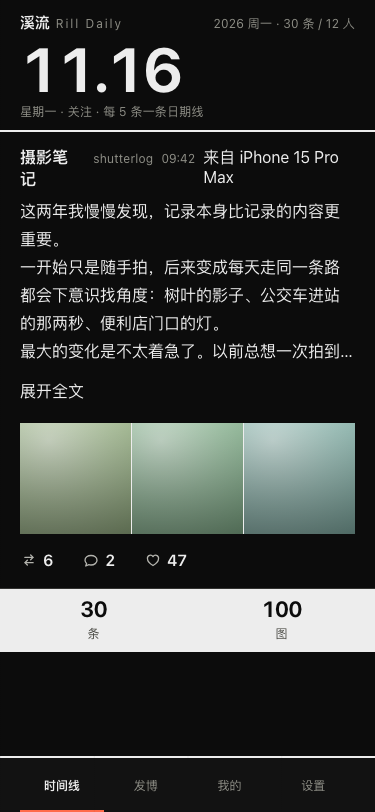 溪流 Rill Daily 2026 周一 · 30 条 / 12 人
11.16
星期一 · 关注 · 每 5 条一条日期线
摄影笔记 shutterlog 09:42 来自 iPhone 15 Pro Max
这两年我慢慢发现，记录本身比记录的内容更
重要。
一开始只是随手拍，后来变成每天走同一条路
都会下意识找角度：树叶的影子、公交车进站
的那两秒、便利店门口的灯。
最大的变化是不太着急了。以前总想一次拍到...
展开全文
6 2 47
30 100
条 图
时间线 发博 我的 设置